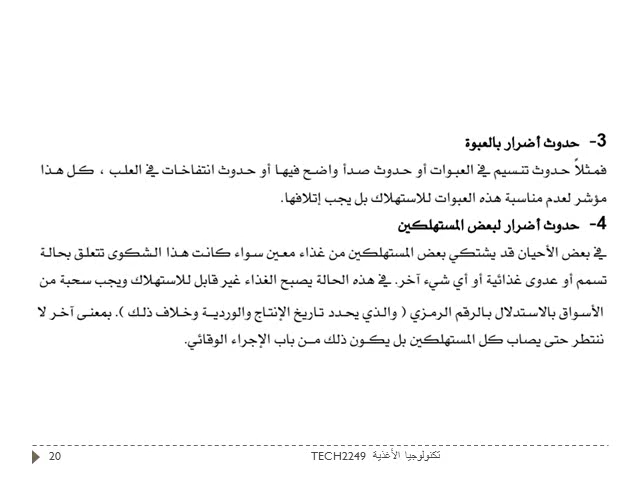 3- حدوث أضرار بالعبوة
فمثلاً حدوث تنسيم في العبوات أو حدوث صدأ واضح فيها أو حدوث انتفاخات في العلب ، كل هذا
مؤشر لعدم مناسبة هذه العبوات للاستهلاك بل يجب إتلافها.
4- حدوث أضرار لبعض المستهلكين
في بعض الأحيان قد يشتكي بعض المستهلكين من غذاء معين سواء كانت هذا الشكوى تتعلق بحالة
تسمم أو عدوى غذائية أو أي شيء آخر. في هذه الحالة يصبح الغذاء غير قابل للاستهلاك ويجب سحبة من
الأسواق بالاستدلال بالرقم الرمزي ( والذي يحدد تاريخ الإنتاج والوردية وخلاف ذلك ). بمعنى آخر لا
ننتطر حتى يصاب كل المستهلكين بل يكون ذلك من باب الإجراء الوقائي.
تكنولوجيا الأغذية TECH2249
20